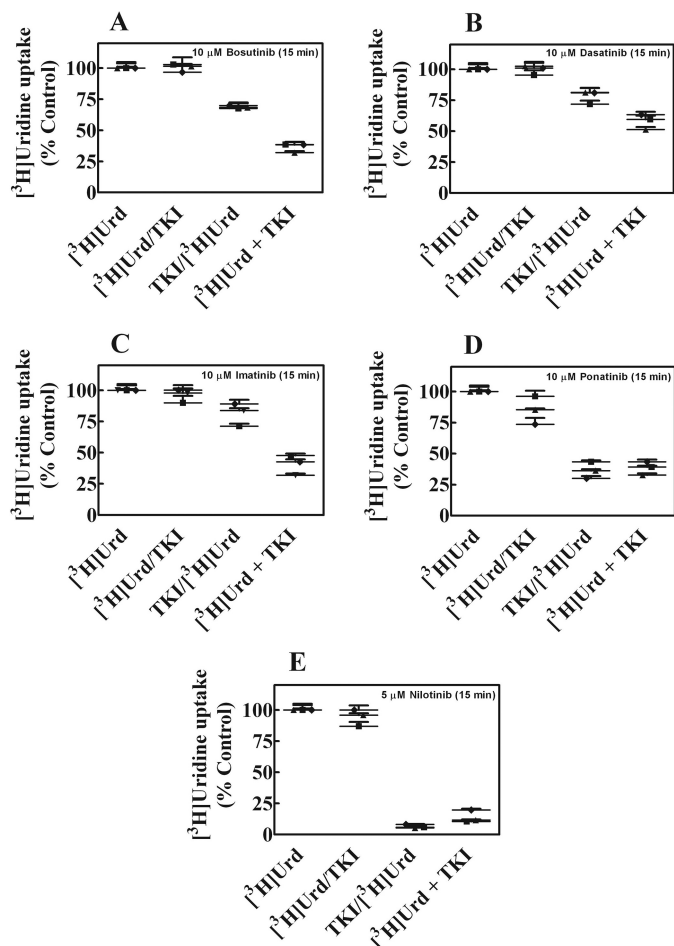 A
10 µM Bosutinib (15 min)
[³H]Uridine uptake
(% Control)
100
75
50
25
0
[³H]Urd
[³H]Urd/TKI
TKI/[³H]Urd
[³H]Urd + TKI
B
10 µM Dasatinib (15 min)
[³H]Uridine uptake
(% Control)
100
75
50
25
0
[³H]Urd
[³H]Urd/TKI
TKI/[³H]Urd
[³H]Urd + TKI
C
10 µM Imatinib (15 min)
[³H]Uridine uptake
(% Control)
100
75
50
25
0
[³H]Urd
[³H]Urd/TKI
TKI/[³H]Urd
[³H]Urd + TKI
D
10 µM Ponatinib (15 min)
[³H]Uridine uptake
(% Control)
100
75
50
25
0
[³H]Urd
[³H]Urd/TKI
TKI/[³H]Urd
[³H]Urd + TKI
E
5 µM Nilotinib (15 min)
[³H]Uridine uptake
(% Control)
100
75
50
25
0
[³H]Urd
[³H]Urd/TKI
TKI/[³H]Urd
[³H]Urd + TKI